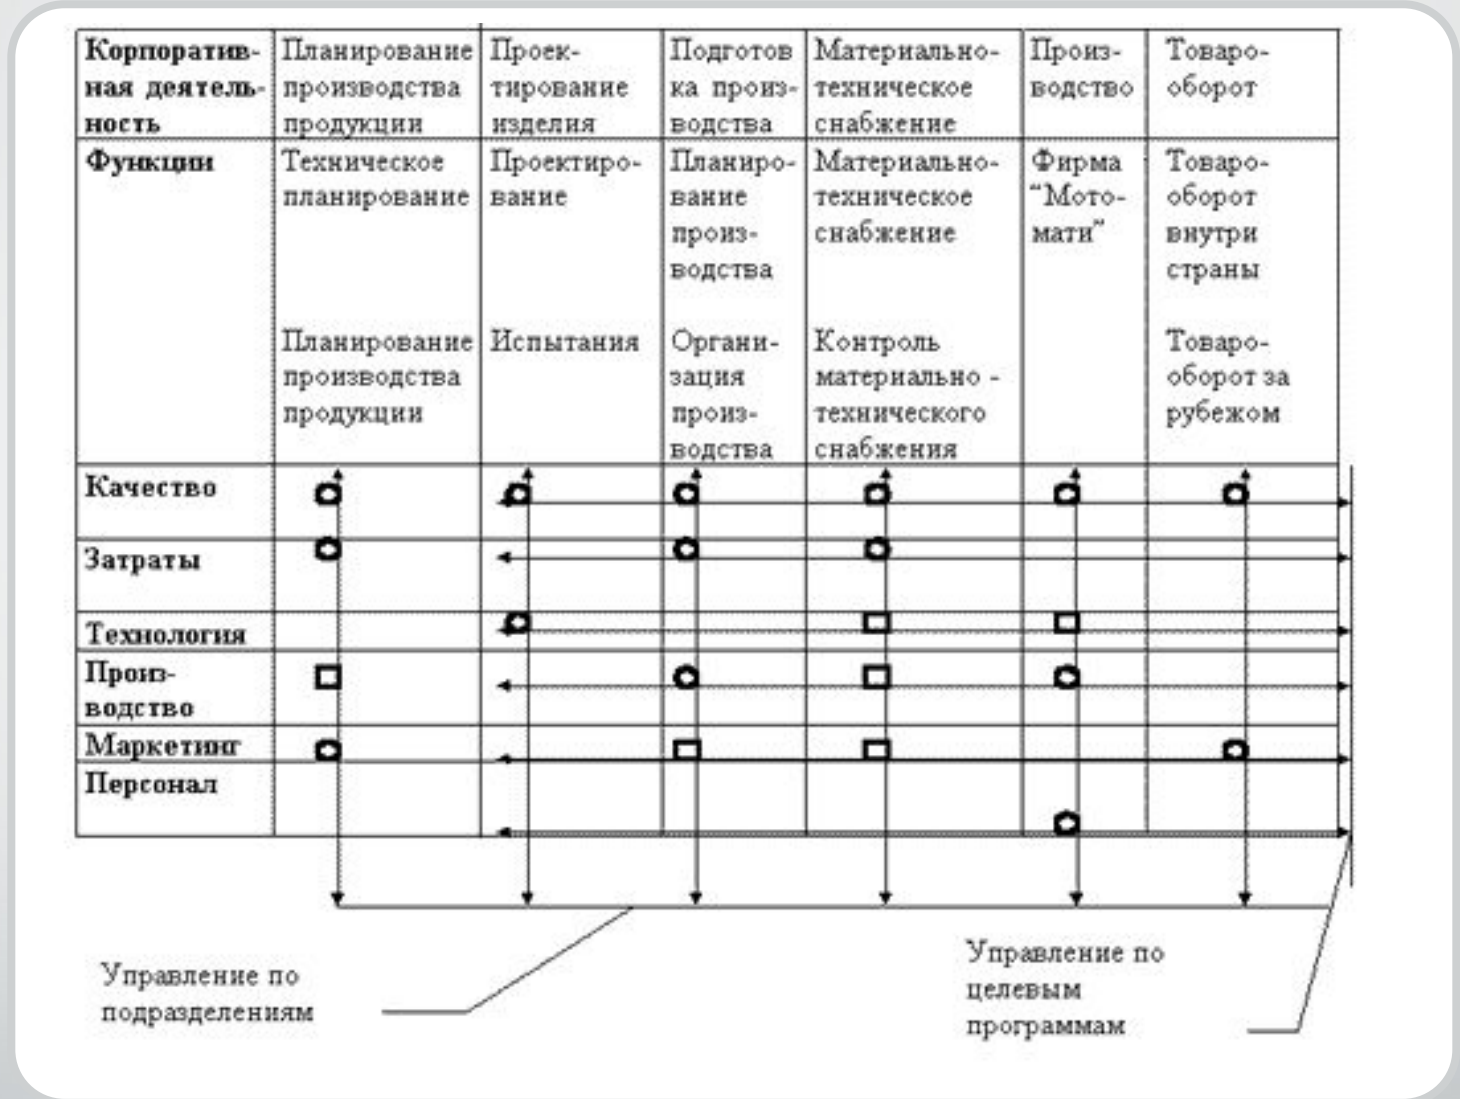 Корпоратив-
ная деятель-
ность
Планирование
производства
продукции
Проек-
тирование
изделия
Подготов
ка произ-
водства
Материально-
техническое
снабжение
Произ-
водство
Товаро-
оборот
Функции
Техническое
планирование
Проектиро-
вание
Планиро-
вание
произ-
водства
Материально-
техническое
снабжение
Фирма
“Мото-
мати”
Товаро-
оборот
внутри
страны
Планирование
производства
продукции
Испытания
Органи-
зация
произ-
водства
Контроль
материально -
технического
снабжения
Товаро-
оборот за
рубежом
Качество
Затраты
Технология
Произ-
водство
Маркетинг
Персонал
Управление по
подразделениям
Управление по
целевым
программам